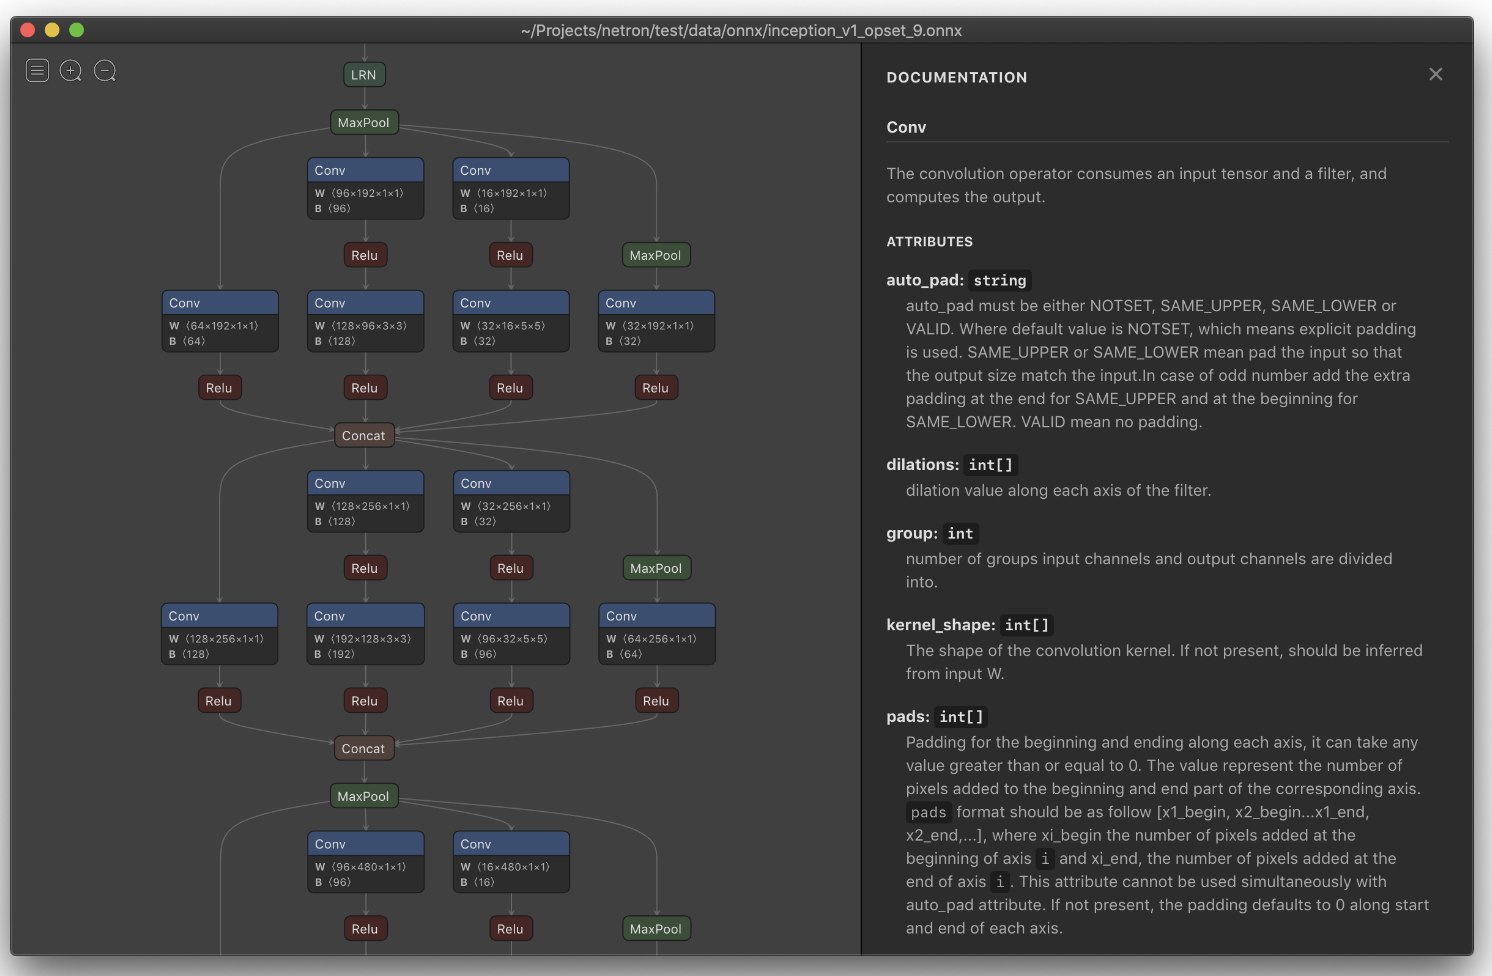 ~/Projects/netron/test/data/onnx/inception_v1_opset_9.onnx
LRN
MaxPool
Conv
W ⟨96×192×1×1⟩
B ⟨96⟩
Conv
W ⟨16×192×1×1⟩
B ⟨16⟩
Relu
Relu
MaxPool
Conv
W ⟨64×192×1×1⟩
B ⟨64⟩
Conv
W ⟨128×96×3×3⟩
B ⟨128⟩
Conv
W ⟨32×16×5×5⟩
B ⟨32⟩
Conv
W ⟨32×192×1×1⟩
B ⟨32⟩
Relu
Relu
Relu
Relu
Concat
Conv
W ⟨128×256×1×1⟩
B ⟨128⟩
Conv
W ⟨32×256×1×1⟩
B ⟨32⟩
Relu
Relu
MaxPool
Conv
W ⟨128×256×1×1⟩
B ⟨128⟩
Conv
W ⟨192×128×3×3⟩
B ⟨192⟩
Conv
W ⟨96×32×5×5⟩
B ⟨96⟩
Conv
W ⟨64×256×1×1⟩
B ⟨64⟩
Relu
Relu
Relu
Relu
Concat
MaxPool
Conv
W ⟨96×480×1×1⟩
B ⟨96⟩
Conv
W ⟨16×480×1×1⟩
B ⟨16⟩
Relu
Relu
MaxPool
DOCUMENTATION
Conv
The convolution operator consumes an input tensor and a filter, and
computes the output.
ATTRIBUTES
auto_pad: string
auto_pad must be either NOTSET, SAME_UPPER, SAME_LOWER or
VALID. Where default value is NOTSET, which means explicit padding
is used. SAME_UPPER or SAME_LOWER mean pad the input so that
the output size match the input.In case of odd number add the extra
padding at the end for SAME_UPPER and at the beginning for
SAME_LOWER. VALID mean no padding.
dilations: int[]
dilation value along each axis of the filter.
group: int
number of groups input channels and output channels are divided
into.
kernel_shape: int[]
The shape of the convolution kernel. If not present, should be inferred
from input W.
pads: int[]
Padding for the beginning and ending along each axis, it can take any
value greater than or equal to 0. The value represent the number of
pixels added to the beginning and end part of the corresponding axis.
pads format should be as follow [x1_begin, x2_begin...x1_end,
x2_end,...], where xi_begin the number of pixels added at the
beginning of axis i and xi_end, the number of pixels added at the
end of axis i. This attribute cannot be used simultaneously with
auto_pad attribute. If not present, the padding defaults to 0 along start
and end of each axis.